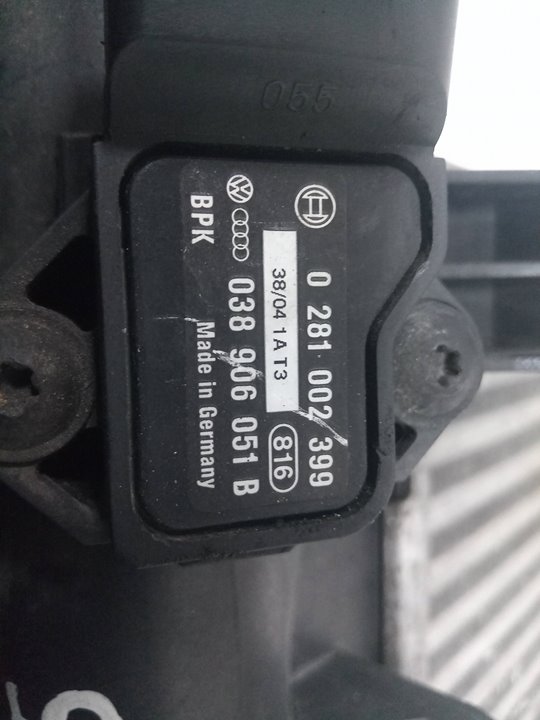 055
0 281 002 399
38/04 1A T3
816
038 906 051 B
BPK
Made in Germany